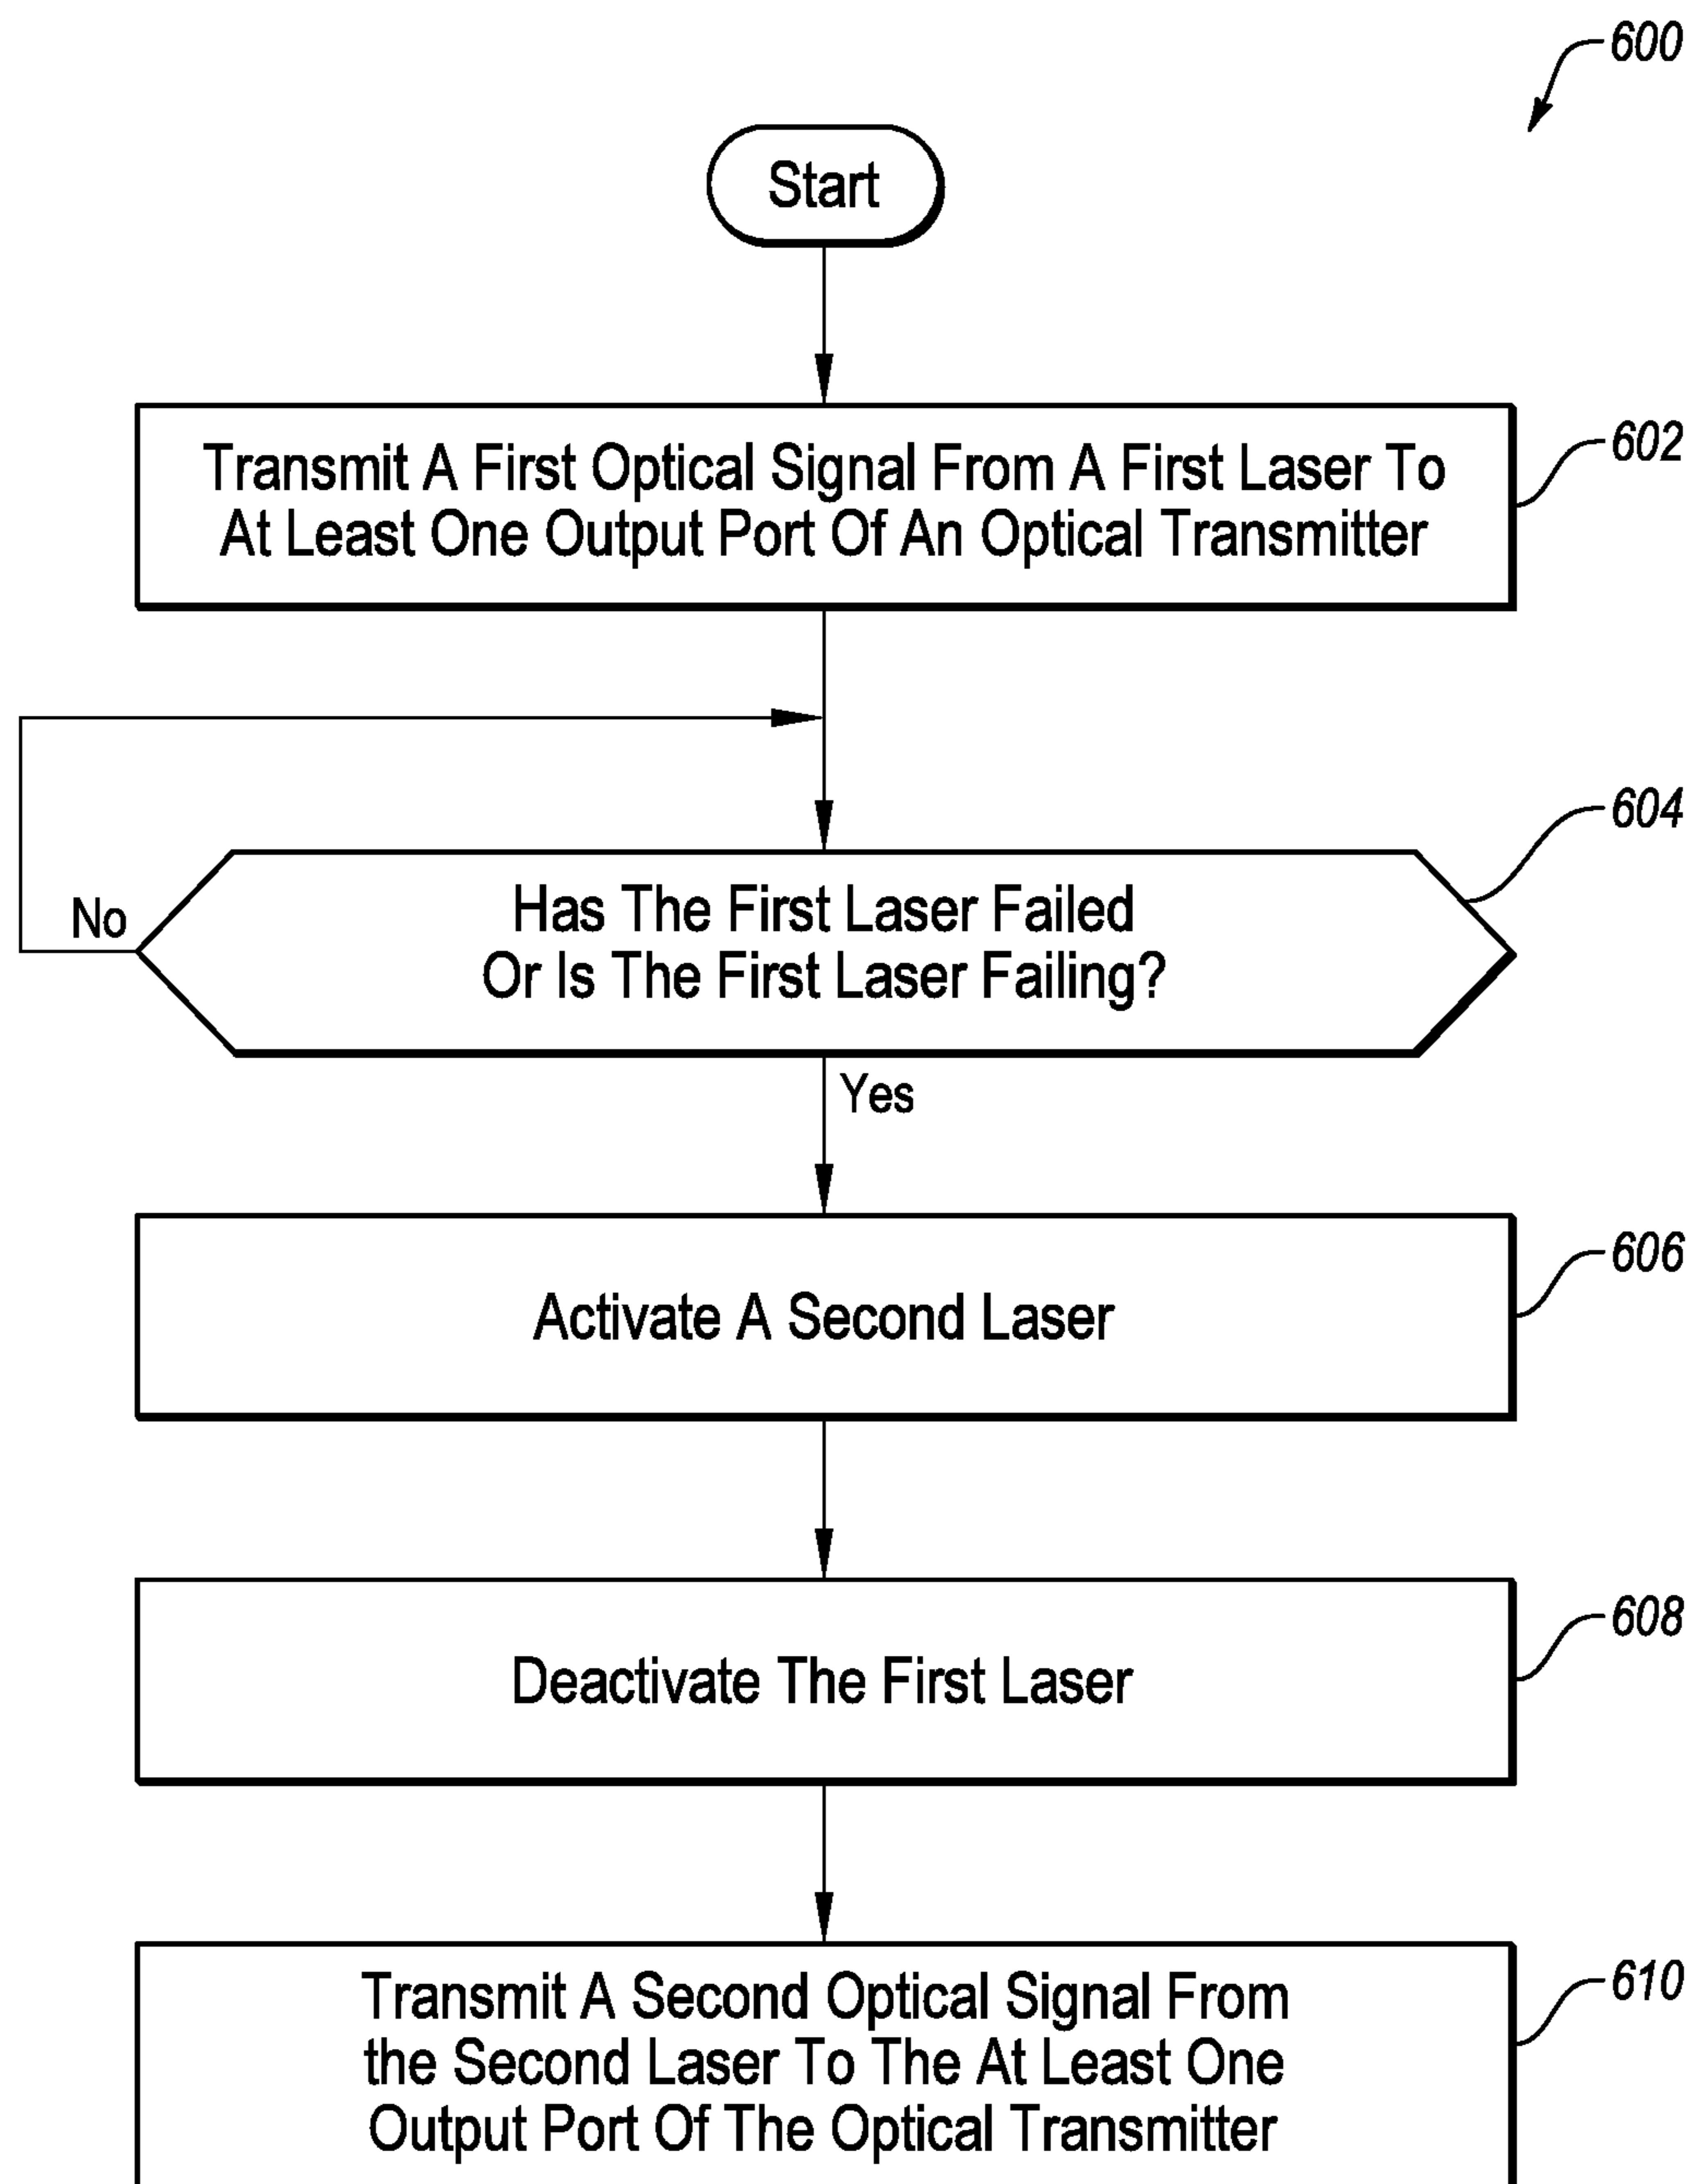 600
Start
Transmit A First Optical Signal From A First Laser To
At Least One Output Port Of An Optical Transmitter
602
604
Has The First Laser Failed
Or Is The First Laser Failing?
No
Yes
606
Activate A Second Laser
608
Deactivate The First Laser
610
Transmit A Second Optical Signal From
the Second Laser To The At Least One
Output Port Of The Optical Transmitter